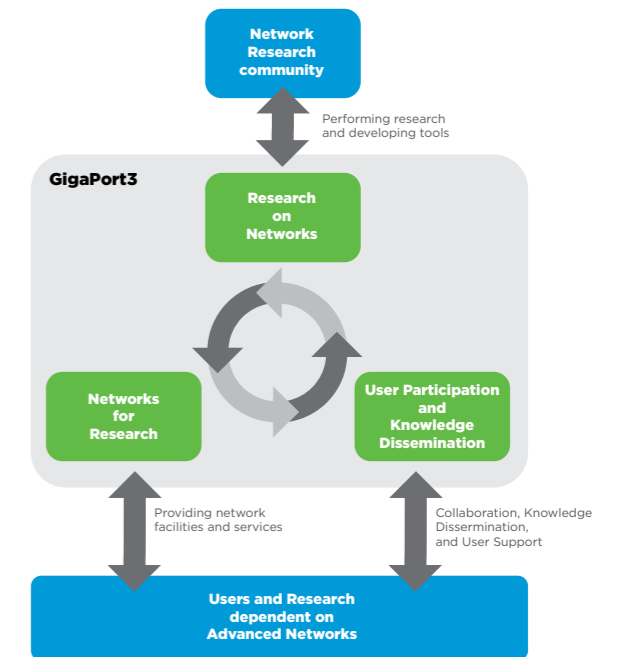 Network
Research
community
Performing research
and developing tools
GigaPort3
Research
on
Networks
Networks
for
Research
User Participation
and
Knowledge
Dissemination
Providing network
facilities and services
Collaboration, Knowledge
Dissermination,
and User Support
Users and Research
dependent on
Advanced Networks